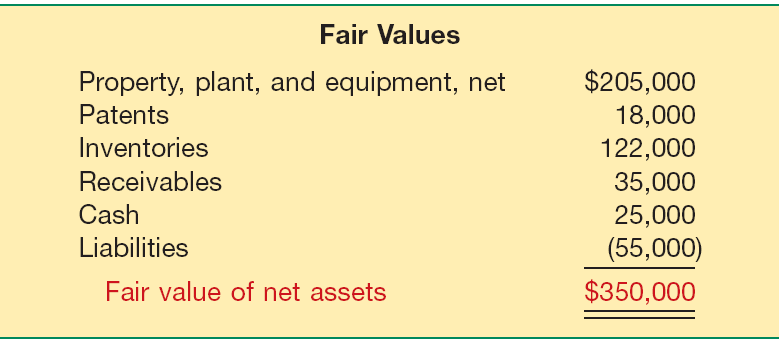 Fair Values
Property, plant, and equipment, net $205,000
Patents 18,000
Inventories 122,000
Receivables 35,000
Cash 25,000
Liabilities (55,000)
Fair value of net assets $350,000